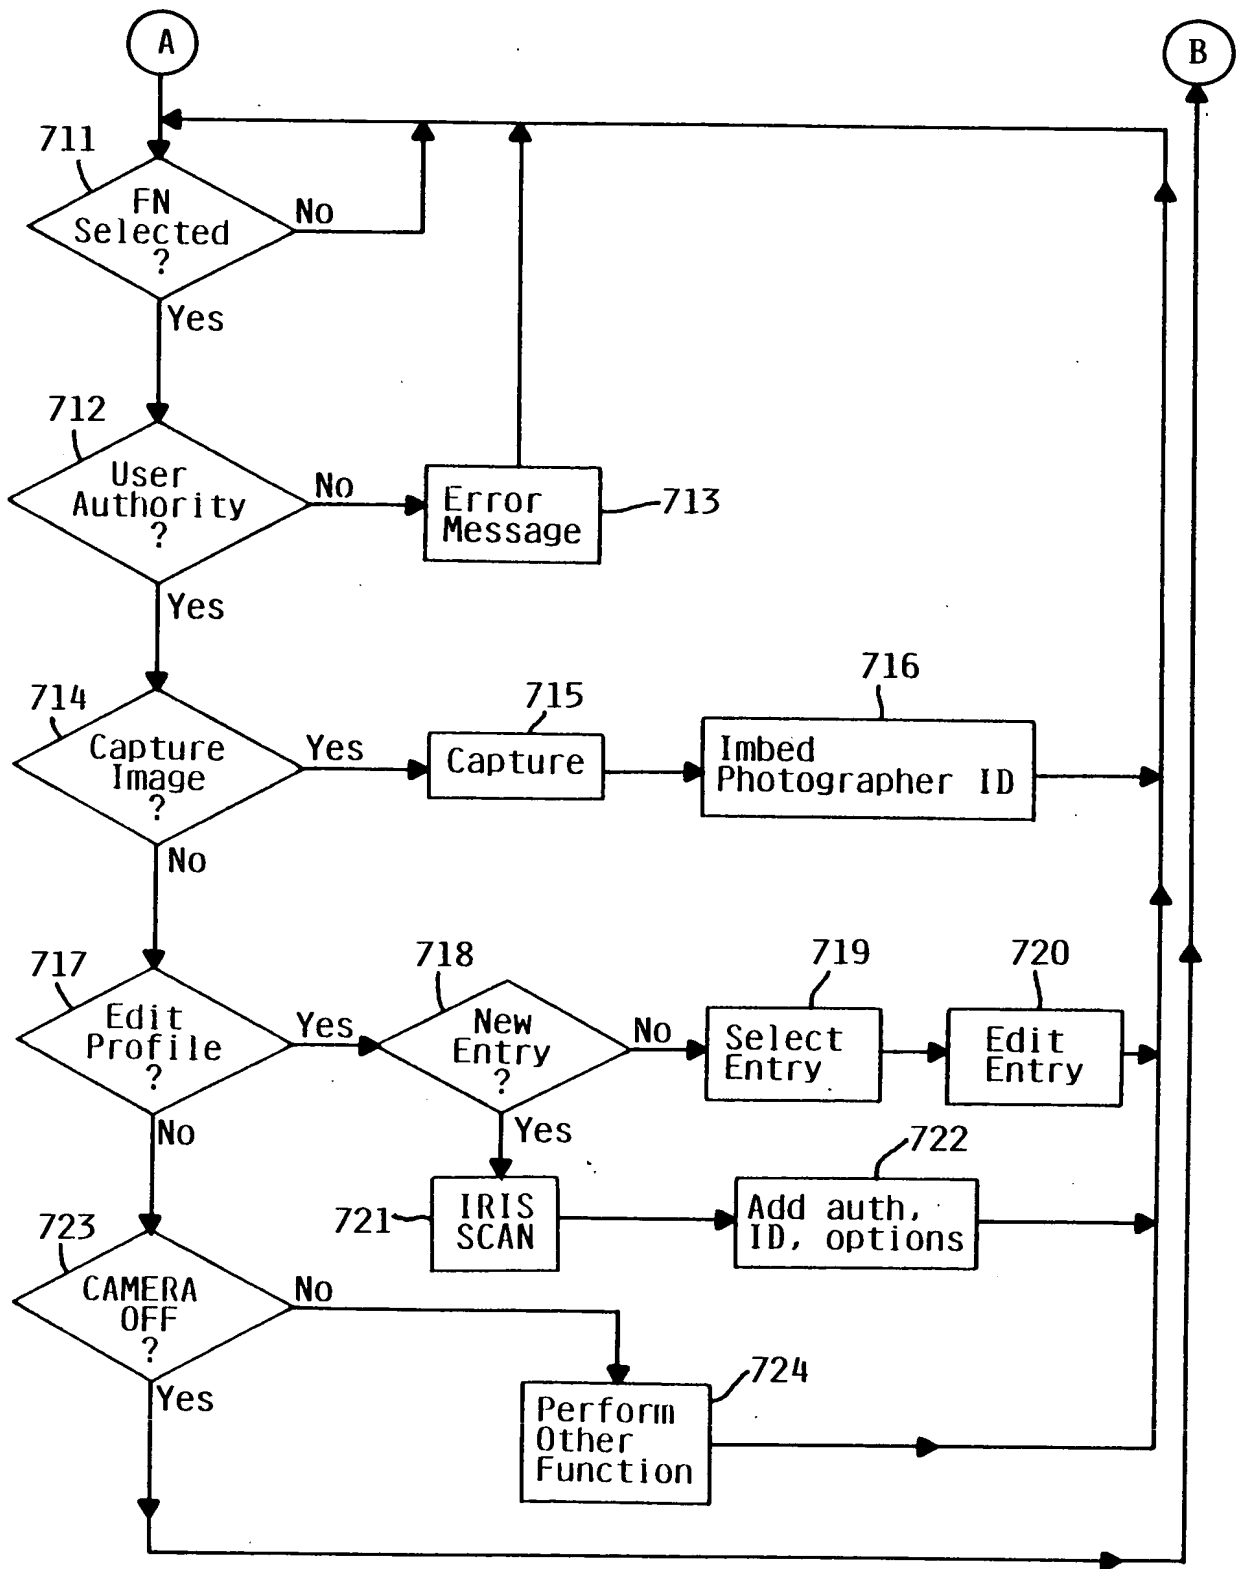 A
B
711
FN
Selected
?
No
Yes
712
User
Authority
?
No
Error
Message
713
Yes
714
Capture
Image
?
Yes
715
Capture
716
Imbed
Photographer ID
No
717
Edit
Profile
?
Yes
718
New
Entry
?
No
719
Select
Entry
720
Edit
Entry
No
Yes
721
IRIS
SCAN
722
Add auth,
ID, options
723
CAMERA
OFF
?
No
Yes
724
Perform
Other
Function